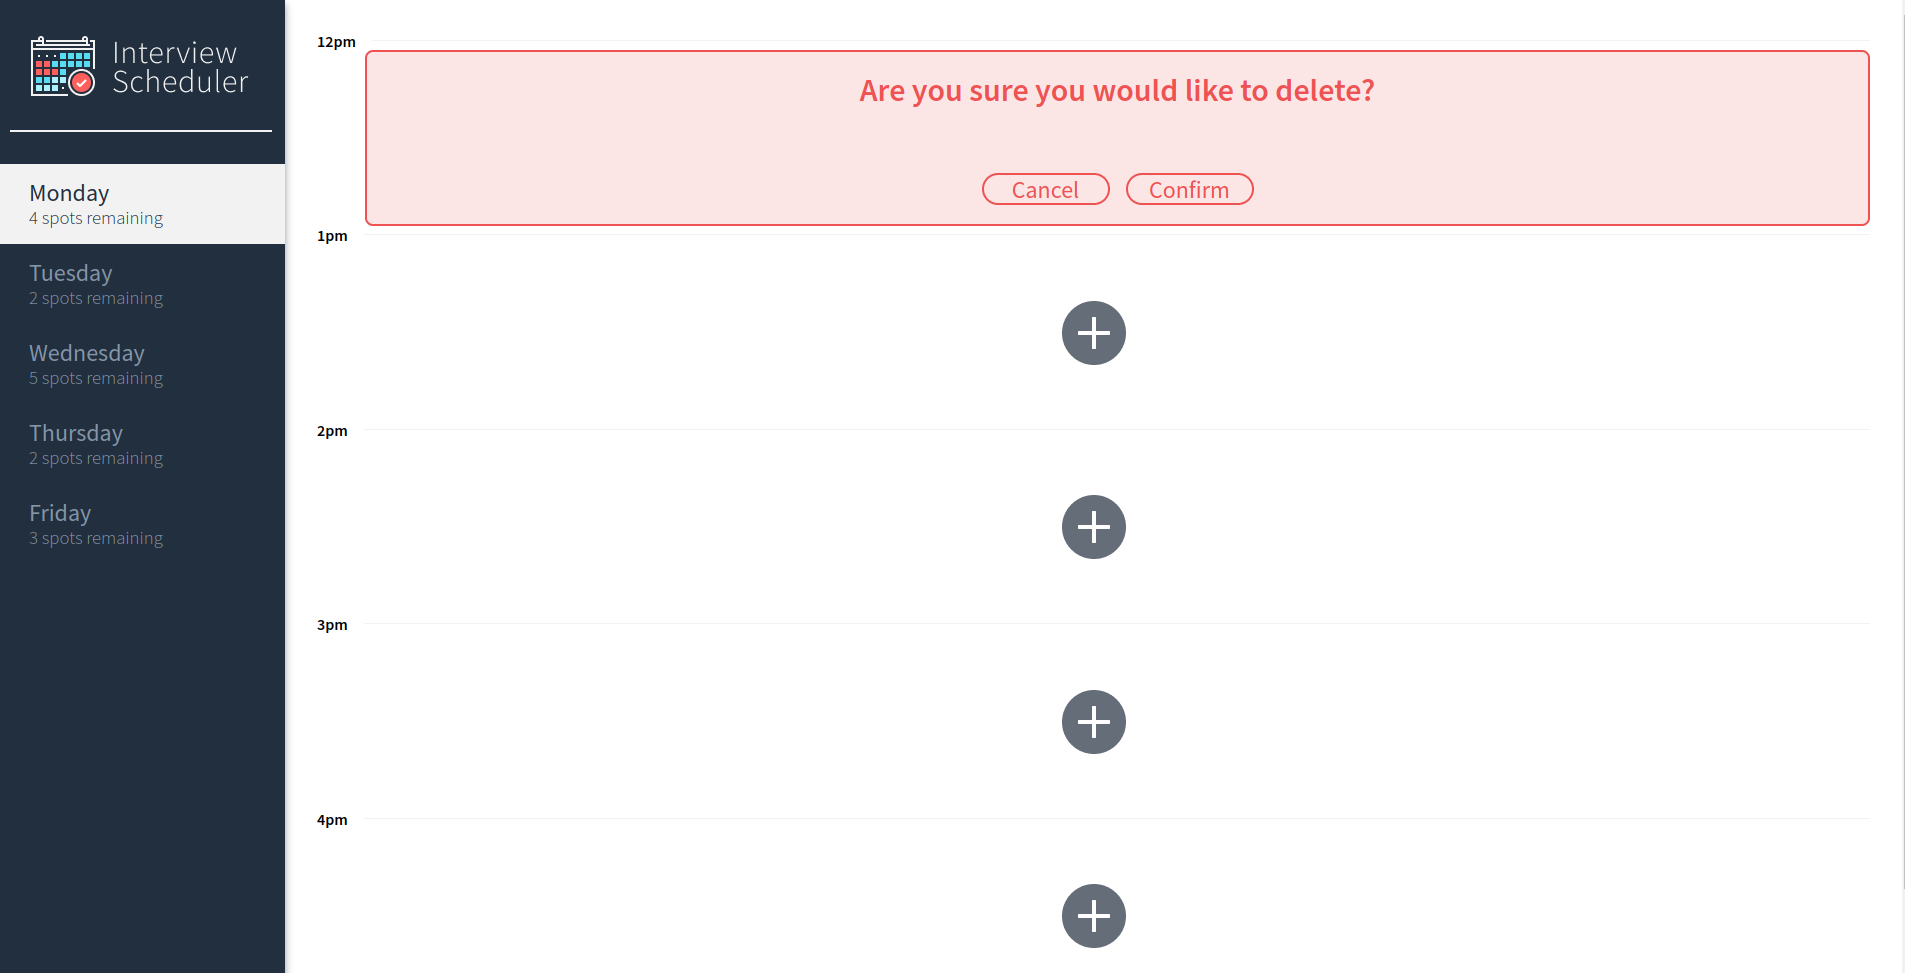 Interview
Scheduler
Monday
4 spots remaining
Tuesday
2 spots remaining
Wednesday
5 spots remaining
Thursday
2 spots remaining
Friday
3 spots remaining
12pm
Are you sure you would like to delete?
Cancel Confirm
1pm
2pm
3pm
4pm